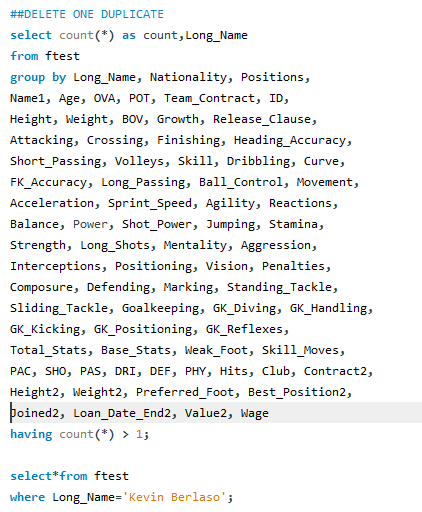 ##DELETE ONE DUPLICATE
select count(*) as count,Long_Name
from ftest
group by Long_Name, Nationality, Positions,
Name1, Age, OVA, POT, Team_Contract, ID,
Height, Weight, BOV, Growth, Release_Clause,
Attacking, Crossing, Finishing, Heading_Accuracy,
Short_Passing, Volleys, Skill, Dribbling, Curve,
FK_Accuracy, Long_Passing, Ball_Control, Movement,
Acceleration, Sprint_Speed, Agility, Reactions,
Balance, Power, Shot_Power, Jumping, Stamina,
Strength, Long_Shots, Mentality, Aggression,
Interceptions, Positioning, Vision, Penalties,
Composure, Defending, Marking, Standing_Tackle,
Sliding_Tackle, Goalkeeping, GK_Diving, GK_Handling,
GK_Kicking, GK_Positioning, GK_Reflexes,
Total_Stats, Base_Stats, Weak_Foot, Skill_Moves,
PAC, SHO, PAS, DRI, DEF, PHY, Hits, Club, Contract2,
Height2, Weight2, Preferred_Foot, Best_Position2,
Joined2, Loan_Date_End2, Value2, Wage
having count(*) > 1;
select*from ftest
where Long_Name='Kevin Berlaso';